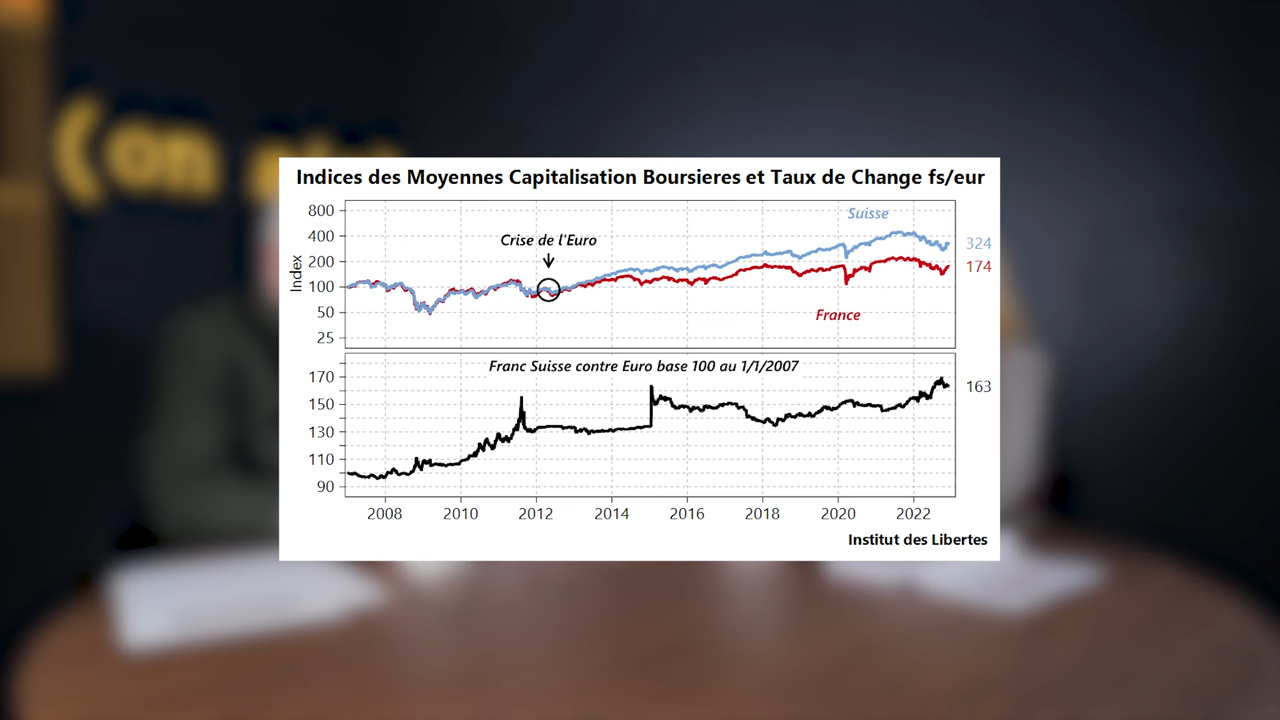 Con
Indices des Moyennes Capitalisation Boursieres et Taux de Change fs/eur
Index
800
400
200
100
50
25
Suisse
Crise de l'Euro
324
174
France
Franc Suisse contre Euro base 100 au 1/1/2007
170
150
130
110
90
163
2008 2010 2012 2014 2016 2018 2020 2022
Institut des Libertes